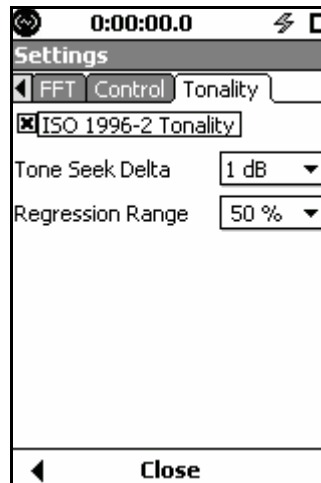 0:00:00.0
Settings
FFT Control Tonality
ISO 1996-2 Tonality
Tone Seek Delta 1 dB
Regression Range 50 %
Close